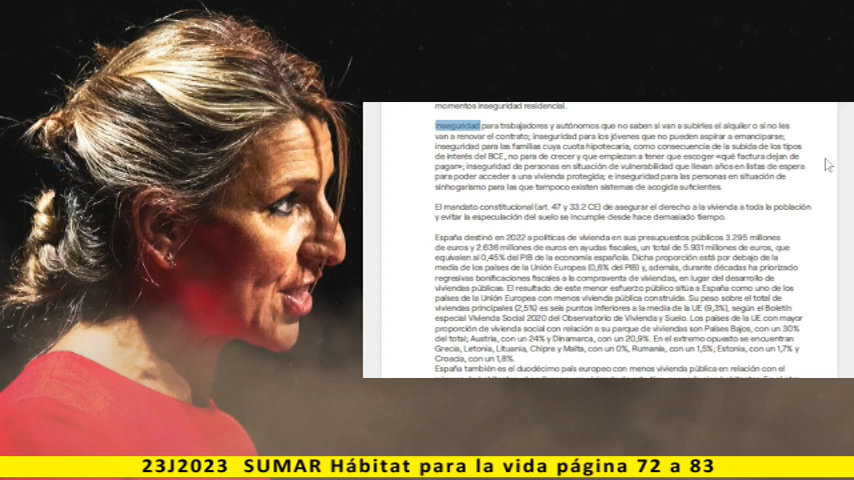 momentos inseguridad residencial.
Inseguridad para trabajadores y autónomos que no saben si van a subirles el alquiler o si no les
van a renovar el contrato; inseguridad para los jóvenes que no pueden aspirar a emanciparse;
inseguridad para las familias cuya cuota hipotecaria, como consecuencia de la subida de los tipos
de interés del BCE, no para de crecer y que empiezan a tener que escoger «qué factura dejan de
pagar»; inseguridad de personas en situación de vulnerabilidad que llevan años en listas de espera
para poder acceder a una vivienda protegida; e inseguridad para las personas en situación de
sinhogarismo para las que tampoco existen sistemas de acogida suficientes.
El mandato constitucional (art. 47 y 33.2 CE) de asegurar el derecho a la vivienda a toda la población
y evitar la especulación del suelo se incumple desde hace demasiado tiempo.
España destinó en 2022 a políticas de vivienda en sus presupuestos públicos 3.295 millones
de euros y 2.636 millones de euros en ayudas fiscales, un total de 5.931 millones de euros, que
equivalen al 0,45% del PIB de la economía española. Dicha proporción está por debajo de la
media de los países de la Unión Europea (0,6% del PIB) y, además, durante décadas ha priorizado
regresivas bonificaciones fiscales a la compraventa de viviendas, en lugar del desarrollo de
viviendas públicas. El resultado de este menor esfuerzo público sitúa a España como uno de los
países de la Unión Europea con menos vivienda pública construida. Su peso sobre el total de
viviendas principales (2,5%) es seis puntos inferiores a la media de la UE (9,3%), según el Boletín
especial Vivienda Social 2020 del Observatorio de Vivienda y Suelo. Los países de la UE con mayor
proporción de vivienda social con relación a su parque de viviendas son Países Bajos, con un 30%
del total; Austria, con un 24% y Dinamarca, con un 20,9%. En el extremo opuesto se encuentran
Grecia, Letonia, Lituania, Chipre y Malta, con un 0%, Rumanía, con un 1,5%; Estonia, con un 1,7% y
Croacia, con un 1,8%.
España también es el duodécimo país europeo con menos vivienda pública en relación con el
23J2023 SUMAR Hábitat para la vida página 72 a 83